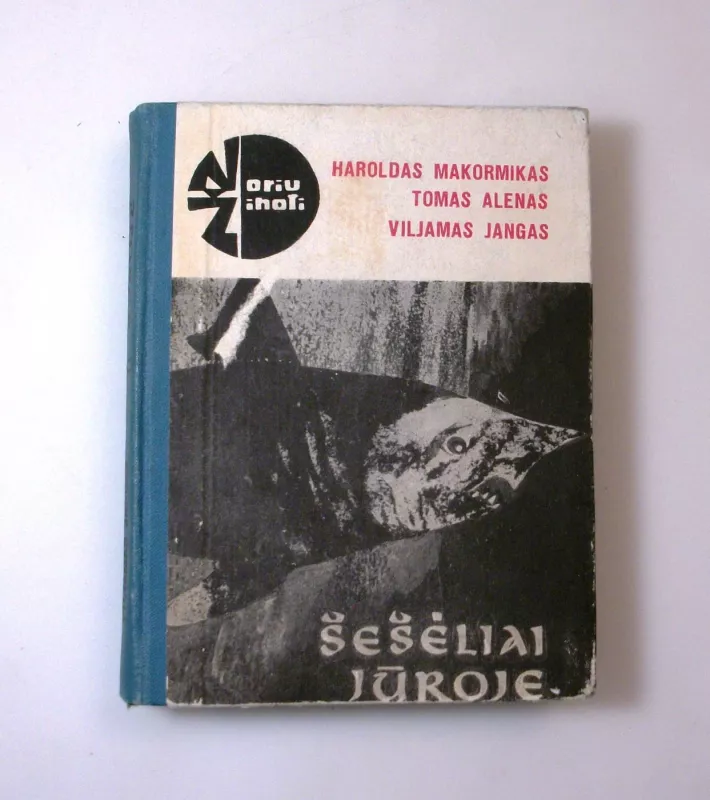 Noriu
Žinoti
HAROLDAS MAKORMIKAS
TOMAS ALENAS
VILJAMAS JANGAS
ŠEŠĖLIAI
JŪROJE